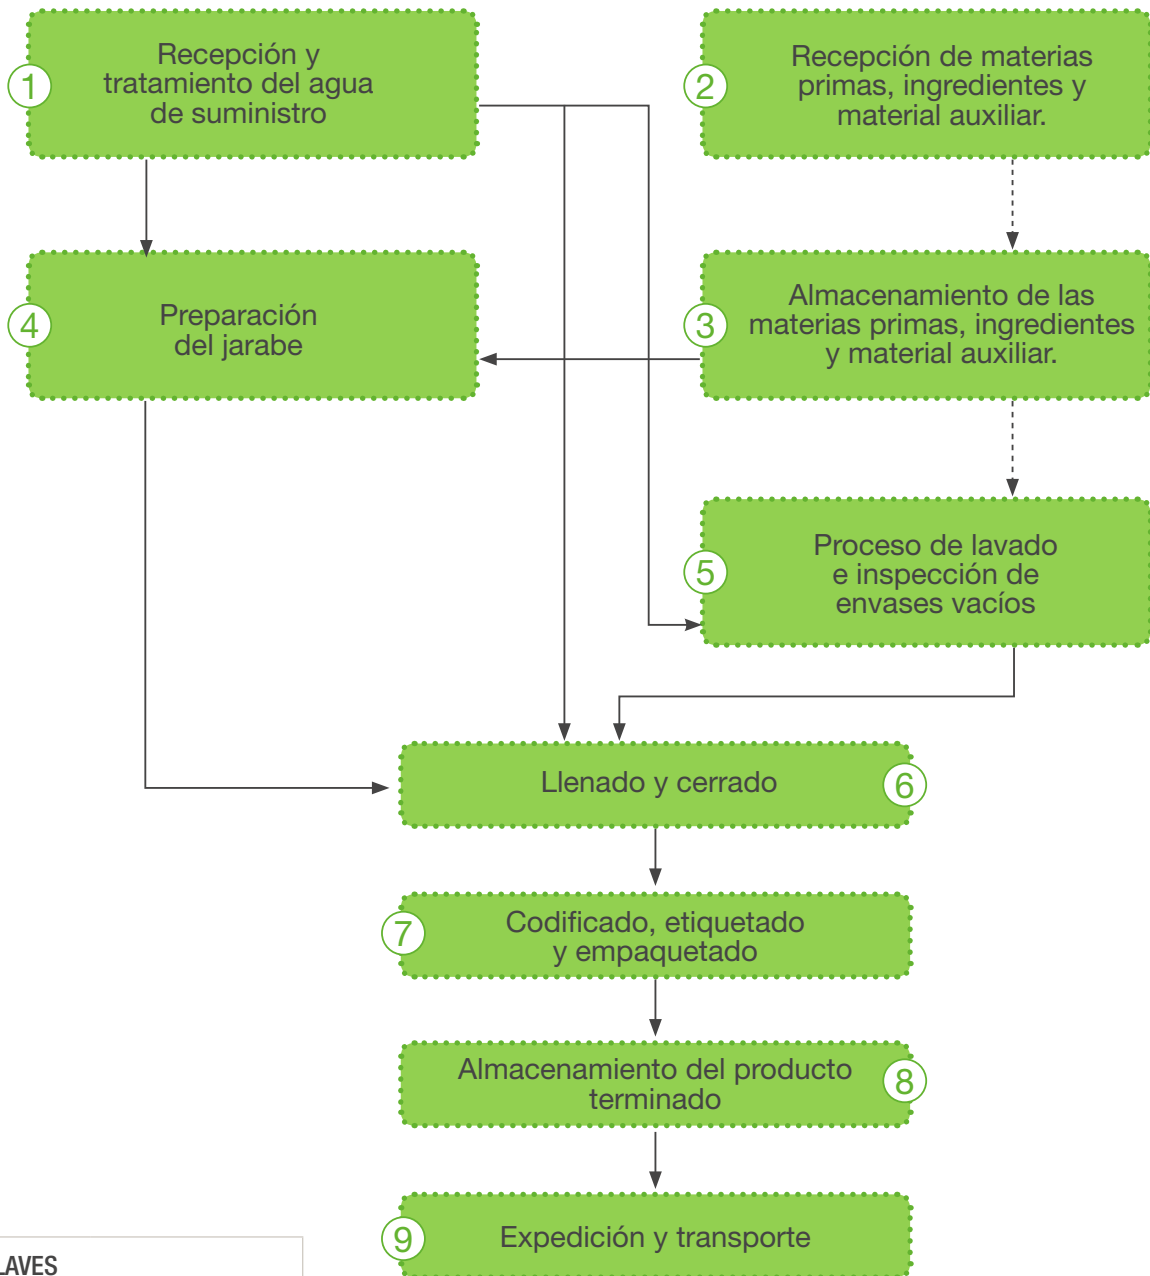 1
Recepción y
tratamiento del agua
de suministro
2
Recepción de materias
primas, ingredientes y
material auxiliar.
4
Preparación
del jarabe
3
Almacenamiento de las
materias primas, ingredientes
y material auxiliar.
5
Proceso de lavado
e inspección de
envases vacíos
Llenado y cerrado
6
7
Codificado, etiquetado
y empaquetado
Almacenamiento del producto
terminado
8
9
Expedición y transporte
LAVES